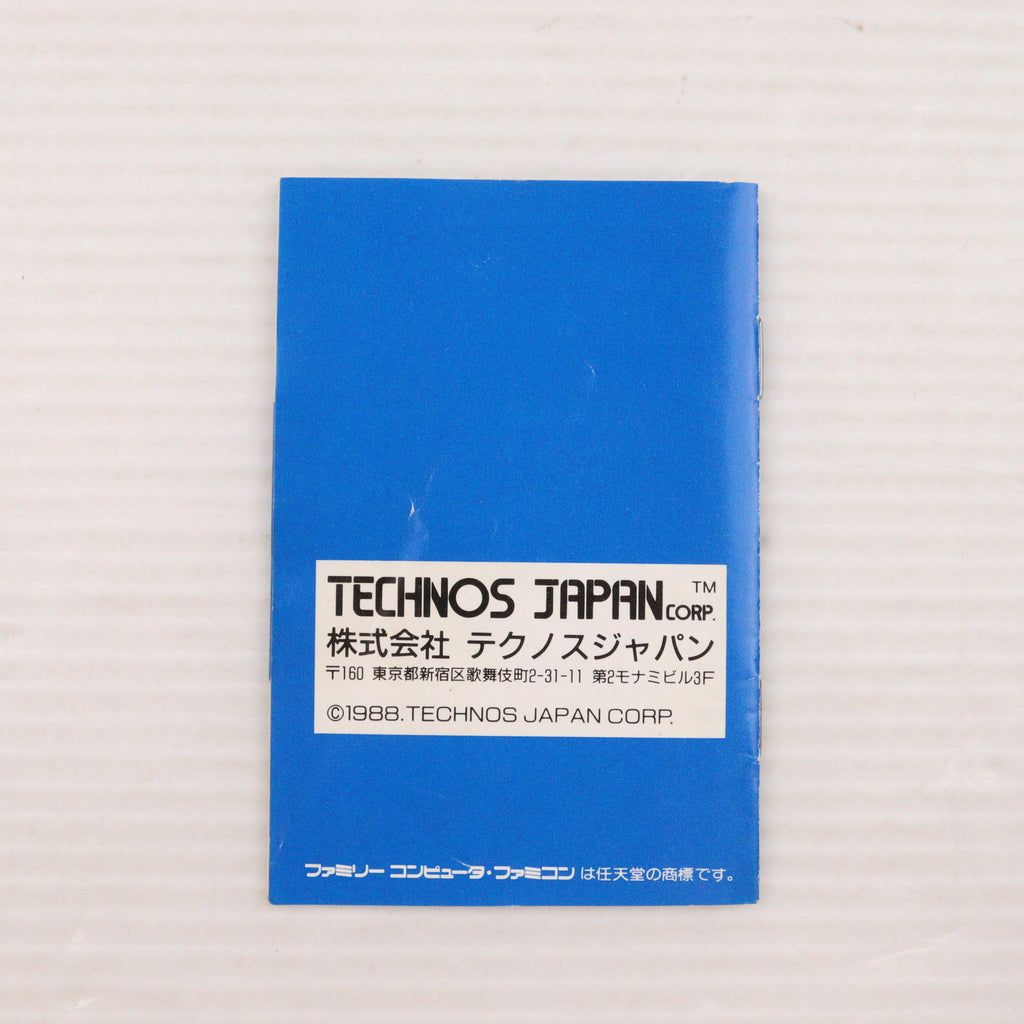 TECHNOS JAPAN CORP. TM
株式会社 テクノスジャパン
〒160 東京都新宿区歌舞伎町2-31-11 第2モナミビル3F
©1988.TECHNOS JAPAN CORP.
ファミリー コンピュータ・ファミコン は任天堂の商標です。